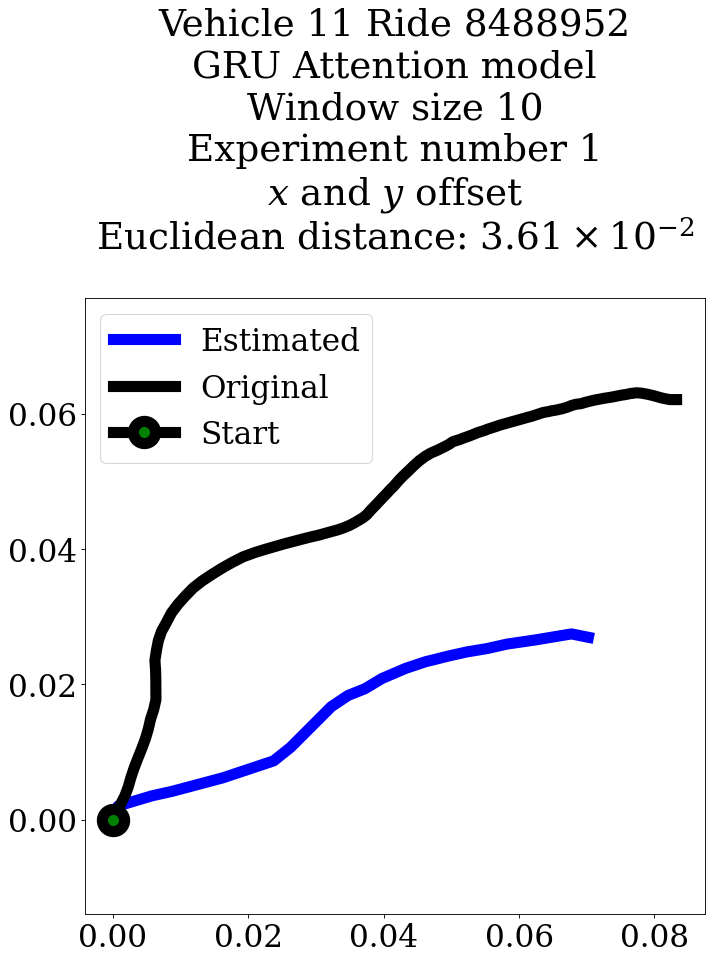 Vehicle 11 Ride 8488952
GRU Attention model
Window size 10
Experiment number 1
x and y offset
Euclidean distance: 3.61 × 10⁻²
Estimated
Original
Start
0.06
0.04
0.02
0.00
0.00 0.02 0.04 0.06 0.08